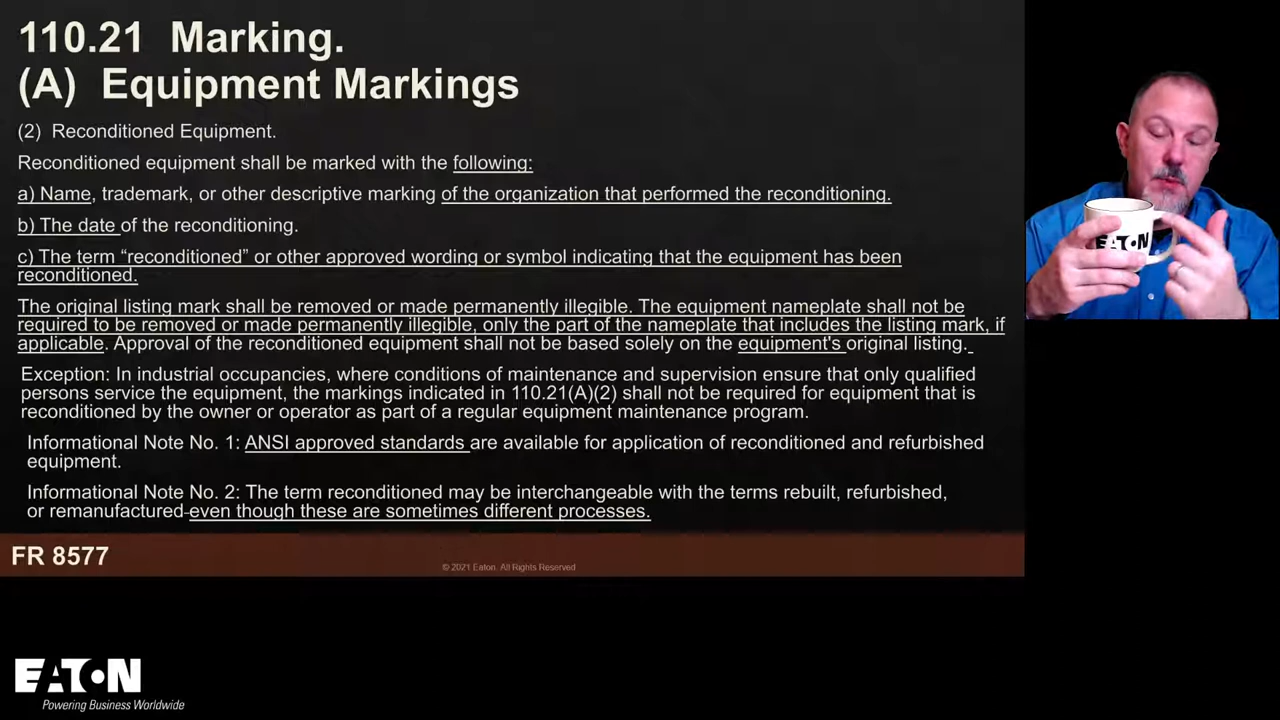 110.21 Marking.
(A) Equipment Markings
(2) Reconditioned Equipment.
Reconditioned equipment shall be marked with the following:
a) Name, trademark, or other descriptive marking of the organization that performed the reconditioning.
b) The date of the reconditioning.
c) The term “reconditioned” or other approved wording or symbol indicating that the equipment has been
reconditioned.
The original listing mark shall be removed or made permanently illegible. The equipment nameplate shall not be
required to be removed or made permanently illegible, only the part of the nameplate that includes the listing mark, if
applicable. Approval of the reconditioned equipment shall not be based solely on the equipment's original listing.
Exception: In industrial occupancies, where conditions of maintenance and supervision ensure that only qualified
persons service the equipment, the markings indicated in 110.21(A)(2) shall not be required for equipment that is
reconditioned by the owner or operator as part of a regular equipment maintenance program.
Informational Note No. 1: ANSI approved standards are available for application of reconditioned and refurbished
equipment.
Informational Note No. 2: The term reconditioned may be interchangeable with the terms rebuilt, refurbished,
or remanufactured even though these are sometimes different processes.
FR 8577
© 2021 Eaton. All Rights Reserved
EATON
EATON
Powering Business Worldwide